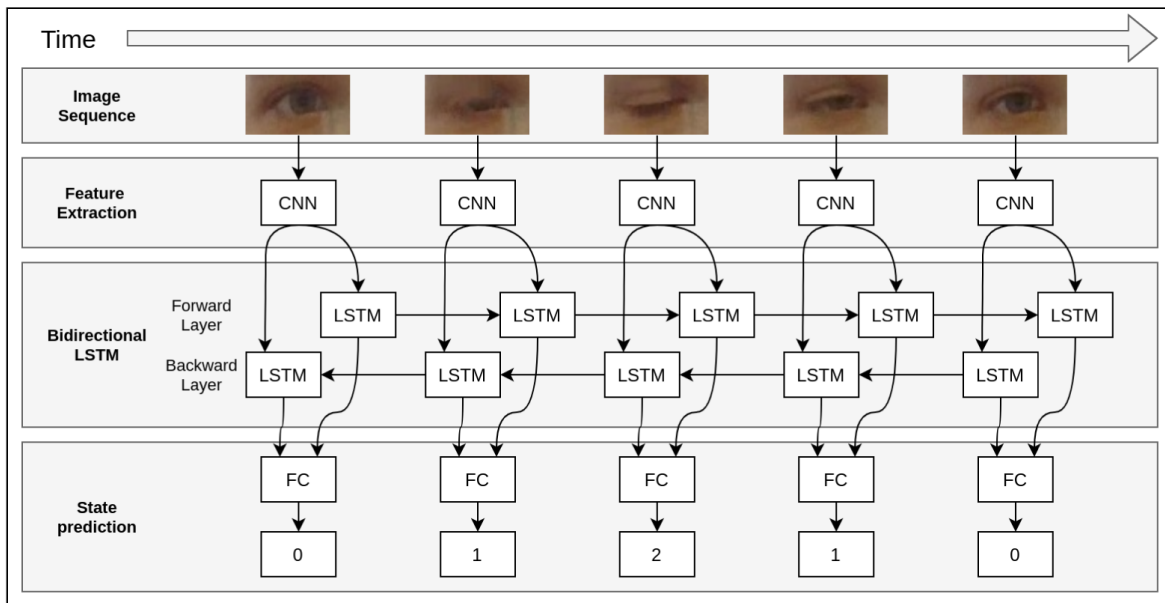 Time
Image
Sequence
Feature
Extraction
CNN CNN CNN CNN CNN
Bidirectional
LSTM
Forward
Layer
LSTM LSTM LSTM LSTM LSTM
Backward
Layer
LSTM LSTM LSTM LSTM LSTM
State
prediction
FC FC FC FC FC
0 1 2 1 0